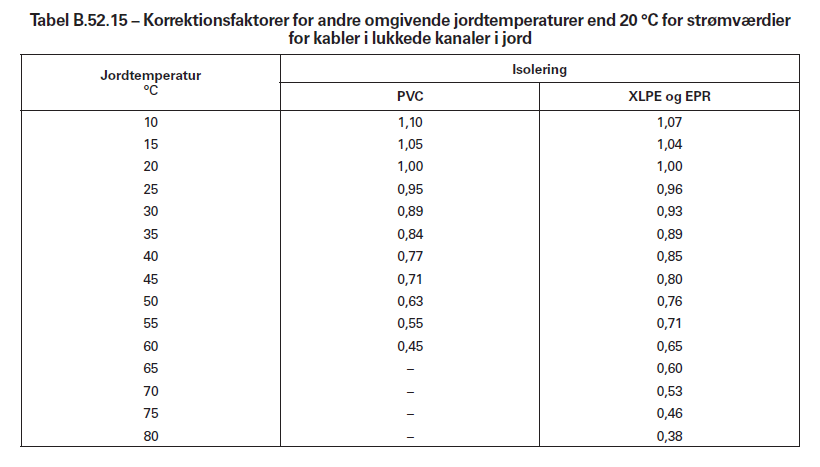 Tabel B.52.15 – Korrektionsfaktorer for andre omgivende jordtemperaturer end 20 °C for strømværdier
for kabler i lukkede kanaler i jord
Jordtemperatur
°C
Isolering
PVC XLPE og EPR
10 1,10 1,07
15 1,05 1,04
20 1,00 1,00
25 0,95 0,96
30 0,89 0,93
35 0,84 0,89
40 0,77 0,85
45 0,71 0,80
50 0,63 0,76
55 0,55 0,71
60 0,45 0,65
65 – 0,60
70 – 0,53
75 – 0,46
80 – 0,38